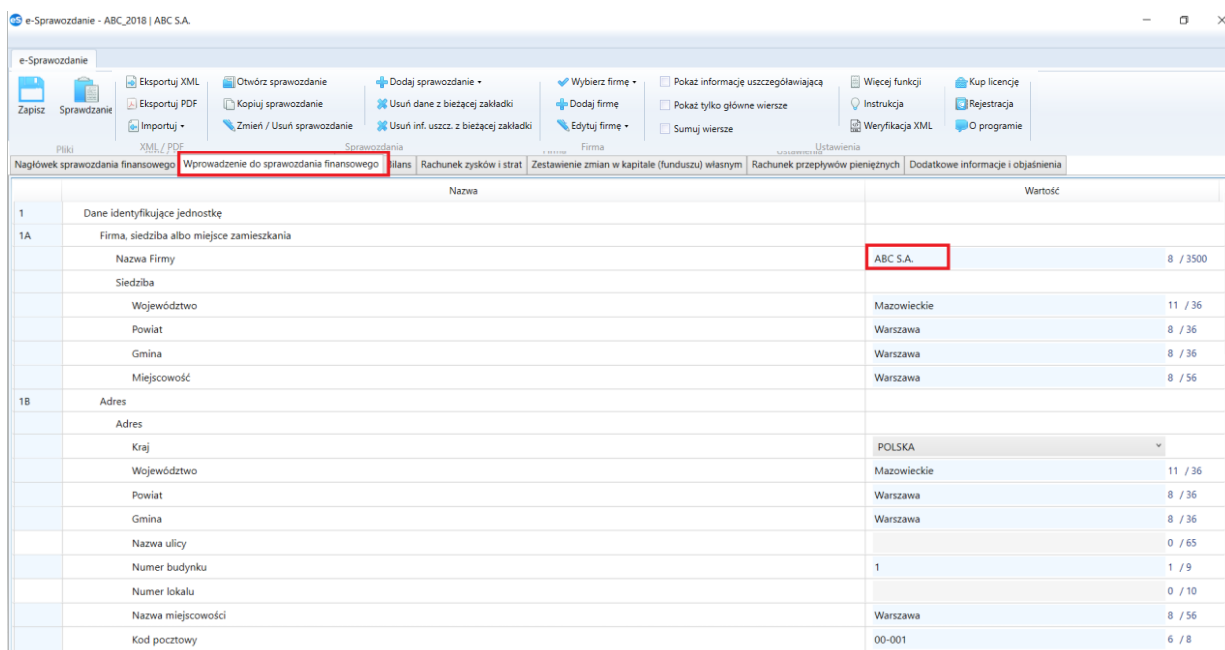 eS e-Sprawozdanie - ABC_2018 | ABC S.A.
e-Sprawozdanie
Zapisz
Sprawdzanie
Eksportuj XML
Eksportuj PDF
Importuj
Otwórz sprawozdanie
Kopiuj sprawozdanie
Zmień / Usuń sprawozdanie
Dodaj sprawozdanie
Usuń dane z bieżącej zakładki
Usuń inf. uszcz. z bieżącej zakładki
Wybierz firmę
Dodaj firmę
Edytuj firmę
Pokaż informację uszczegóławiającą
Pokaż tylko główne wiersze
Sumuj wiersze
Więcej funkcji
Instrukcja
Weryfikacja XML
Kup licencję
Rejestracja
O programie
Pliki XML / PDF Sprawozdania Firma Ustawienia
Nagłówek sprawozdania finansowego Wprowadzenie do sprawozdania finansowego Bilans Rachunek zysków i strat Zestawienie zmian w kapitale (funduszu) własnym Rachunek przepływów pieniężnych Dodatkowe informacje i objaśnienia
Nazwa Wartość
1 Dane identyfikujące jednostkę
1A Firma, siedziba albo miejsce zamieszkania
Nazwa Firmy ABC S.A. 8 / 3500
Siedziba
Województwo Mazowieckie 11 / 36
Powiat Warszawa 8 / 36
Gmina Warszawa 8 / 36
Miejscowość Warszawa 8 / 56
1B Adres
Adres
Kraj POLSKA
Województwo Mazowieckie 11 / 36
Powiat Warszawa 8 / 36
Gmina Warszawa 8 / 36
Nazwa ulicy 0 / 65
Numer budynku 1 1 / 9
Numer lokalu 0 / 10
Nazwa miejscowości Warszawa 8 / 56
Kod pocztowy 00-001 6 / 8